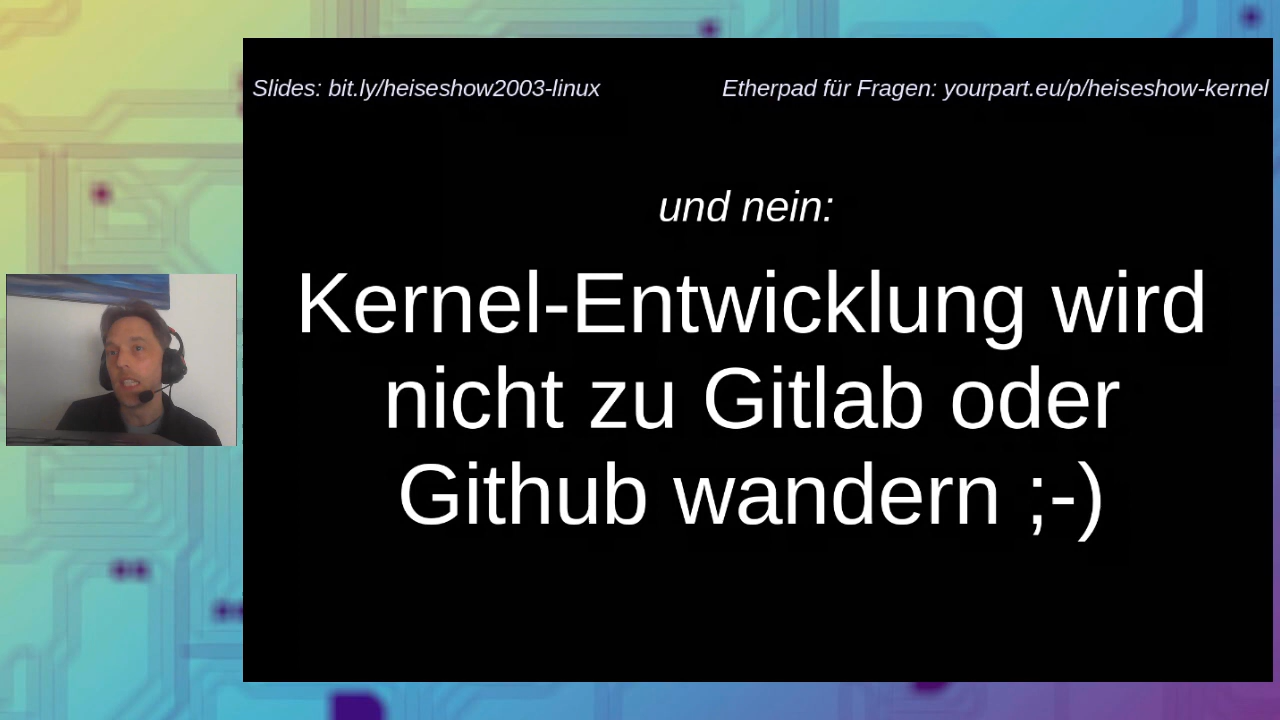 Slides: bit.ly/heiseshow2003-linux
Etherpad für Fragen: yourpart.eu/p/heiseshow-kernel
und nein:
Kernel-Entwicklung wird
nicht zu Gitlab oder
Github wandern ;-)